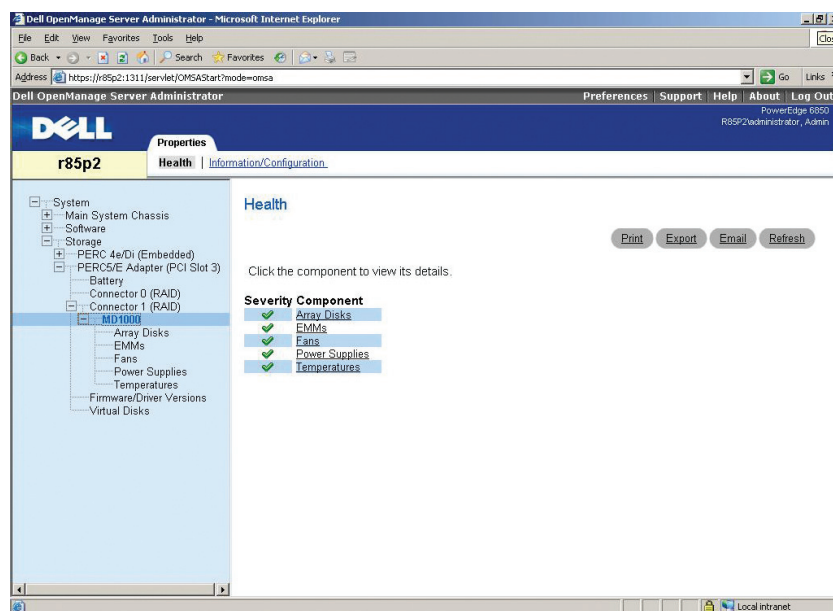 Dell OpenManage Server Administrator - Microsoft Internet Explorer
File Edit View Favorites Tools Help
Back Search Favorites
Address https://r85p2:1311/servlet/OMSAStart?mode=omsa Go Links
Dell OpenManage Server Administrator Preferences Support Help About Log Out
PowerEdge 6850
R85P2\administrator, Admin
DELL
Properties
r85p2 Health Information/Configuration
System
Main System Chassis
Software
Storage
PERC 4e/Di (Embedded)
PERC5/E Adapter (PCI Slot 3)
Battery
Connector 0 (RAID)
Connector 1 (RAID)
MD1000
Array Disks
EMMs
Fans
Power Supplies
Temperatures
Firmware/Driver Versions
Virtual Disks
Health
Print Export Email Refresh
Click the component to view its details.
Severity Component
Array Disks
EMMs
Fans
Power Supplies
Temperatures
Local intranet